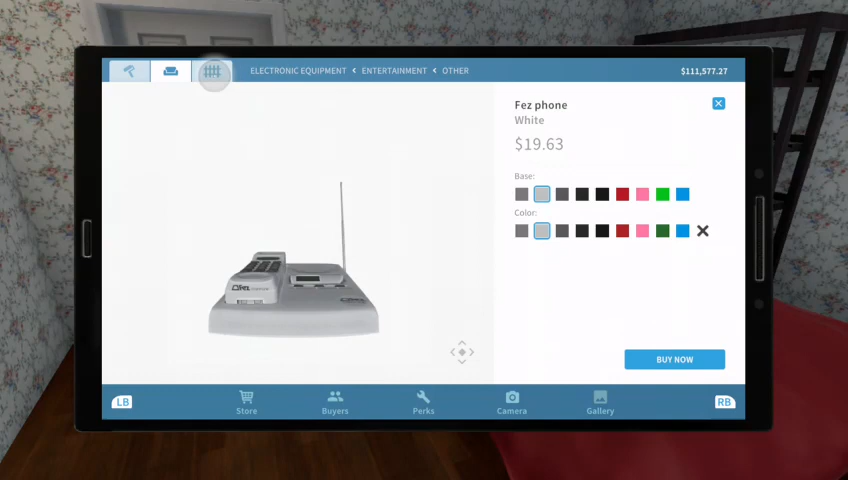 ELECTRONIC EQUIPMENT < ENTERTAINMENT < OTHER
$111,577.27
Fez phone
White
$19.63
Base:
Color:
BUY NOW
LB
Store
Buyers
Perks
Camera
Gallery
RB